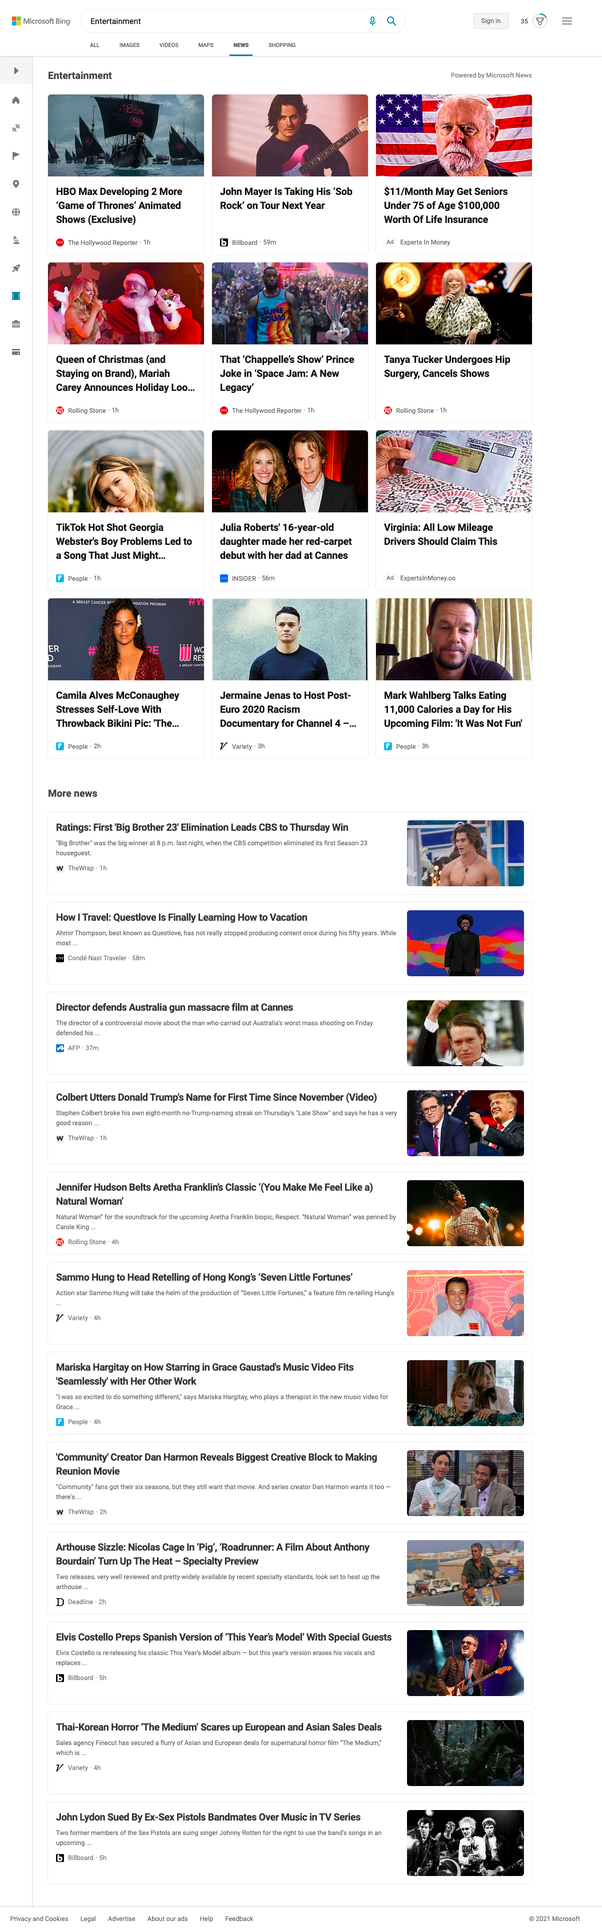 Microsoft Bing
Entertainment
Sign in
35
ALL IMAGES VIDEOS MAPS NEWS SHOPPING
Entertainment
Powered by Microsoft News
HBO Max Developing 2 More
'Game of Thrones' Animated
Shows (Exclusive)
The Hollywood Reporter · 1h
John Mayer Is Taking His 'Sob
Rock' on Tour Next Year
Billboard · 59m
$11/Month May Get Seniors
Under 75 of Age $100,000
Worth Of Life Insurance
Ad Experts In Money
Queen of Christmas (and
Staying on Brand), Mariah
Carey Announces Holiday Loo...
Rolling Stone · 1h
TUNE
SQUAD
That 'Chappelle's Show' Prince
Joke in 'Space Jam: A New
Legacy'
The Hollywood Reporter · 1h
Tanya Tucker Undergoes Hip
Surgery, Cancels Shows
Rolling Stone · 1h
TikTok Hot Shot Georgia
Webster's Boy Problems Led to
a Song That Just Might...
People · 1h
Julia Roberts' 16-year-old
daughter made her red-carpet
debut with her dad at Cannes
INSIDER · 56m
Virginia: All Low Mileage
Drivers Should Claim This
Ad ExpertsInMoney.co
Camila Alves McConaughey
Stresses Self-Love With
Throwback Bikini Pic: 'The...
People · 2h
Jermaine Jenas to Host Post-
Euro 2020 Racism
Documentary for Channel 4 –...
Variety · 3h
Mark Wahlberg Talks Eating
11,000 Calories a Day for His
Upcoming Film: 'It Was Not Fun'
People · 3h
More news
Ratings: First 'Big Brother 23' Elimination Leads CBS to Thursday Win
"Big Brother" was the big winner at 8 p.m. last night, when the CBS competition eliminated its first Season 23
houseguest.
TheWrap · 1h
How I Travel: Questlove Is Finally Learning How to Vacation
Ahmir Thompson, best known as Questlove, has not really stopped producing content once during his fifty years. While
most ...
Condé Nast Traveler · 58m
Director defends Australia gun massacre film at Cannes
The director of a controversial movie about the man who carried out Australia's worst mass shooting on Friday
defended his ...
AFP · 37m
Colbert Utters Donald Trump's Name for First Time Since November (Video)
Stephen Colbert broke his own eight-month no-Trump-naming streak on Thursday's "Late Show" and says he has a very
good reason ...
TheWrap · 1h
Jennifer Hudson Belts Aretha Franklin's Classic '(You Make Me Feel Like a)
Natural Woman'
Natural Woman" for the soundtrack for the upcoming Aretha Franklin biopic, Respect. "Natural Woman" was penned by
Carole King ...
Rolling Stone · 4h
Sammo Hung to Head Retelling of Hong Kong's 'Seven Little Fortunes'
Action star Sammo Hung will take the helm of the production of "Seven Little Fortunes," a feature film re-telling Hung's
...
Variety · 4h
Mariska Hargitay on How Starring in Grace Gaustad's Music Video Fits
'Seamlessly' with Her Other Work
"I was so excited to do something different," says Mariska Hargitay, who plays a therapist in the new music video for
Grace ...
People · 4h
'Community' Creator Dan Harmon Reveals Biggest Creative Block to Making
Reunion Movie
"Community" fans got their six seasons, but they still want that movie. And series creator Dan Harmon wants it too —
there's ...
TheWrap · 2h
Arthouse Sizzle: Nicolas Cage In 'Pig', 'Roadrunner: A Film About Anthony
Bourdain' Turn Up The Heat – Specialty Preview
Two releases, very well reviewed and pretty widely available by recent specialty standards, look set to heat up the
arthouse ...
Deadline · 2h
Elvis Costello Preps Spanish Version of 'This Year's Model' With Special Guests
Elvis Costello is re-releasing his classic This Year's Model album — but this year's version erases his vocals and
replaces ...
Billboard · 5h
Thai-Korean Horror 'The Medium' Scares up European and Asian Sales Deals
Sales agency Finecut has secured a flurry of Asian and European deals for supernatural horror film "The Medium,"
which is ...
Variety · 4h
John Lydon Sued By Ex-Sex Pistols Bandmates Over Music in TV Series
Two former members of the Sex Pistols are suing singer Johnny Rotten for the right to use the band's songs in an
upcoming ...
Billboard · 5h
Privacy and Cookies Legal Advertise About our ads Help Feedback
© 2021 Microsoft